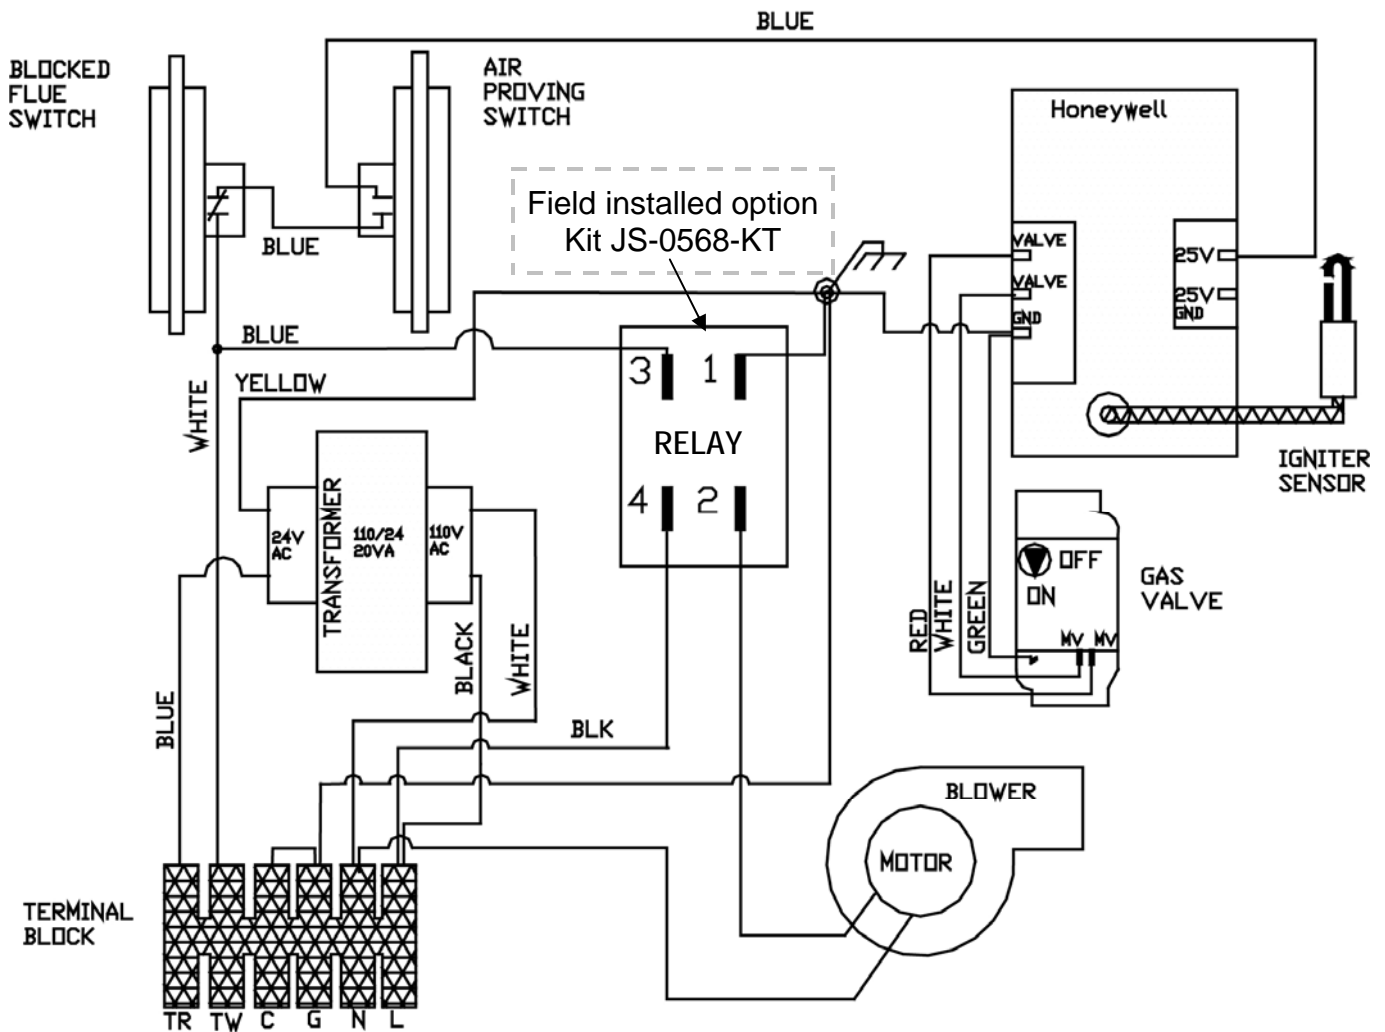 BLUE
BLOCKED
FLUE
SWITCH
AIR
PROVING
SWITCH
Honeywell
Field installed option
Kit JS-0568-KT
BLUE
VALVE
VALVE
GND
25V
25V
GND
BLUE
3
1
YELLOW
WHITE
RELAY
4
2
IGNITER
SENSOR
24V
AC
TRANSFORMER
110/24
20VA
110V
AC
OFF
ON
GAS
VALVE
RED
WHITE
GREEN
MV
MV
BLACK
WHITE
BLUE
BLK
BLOWER
MOTOR
TERMINAL
BLOCK
TR
TW
C
G
N
L